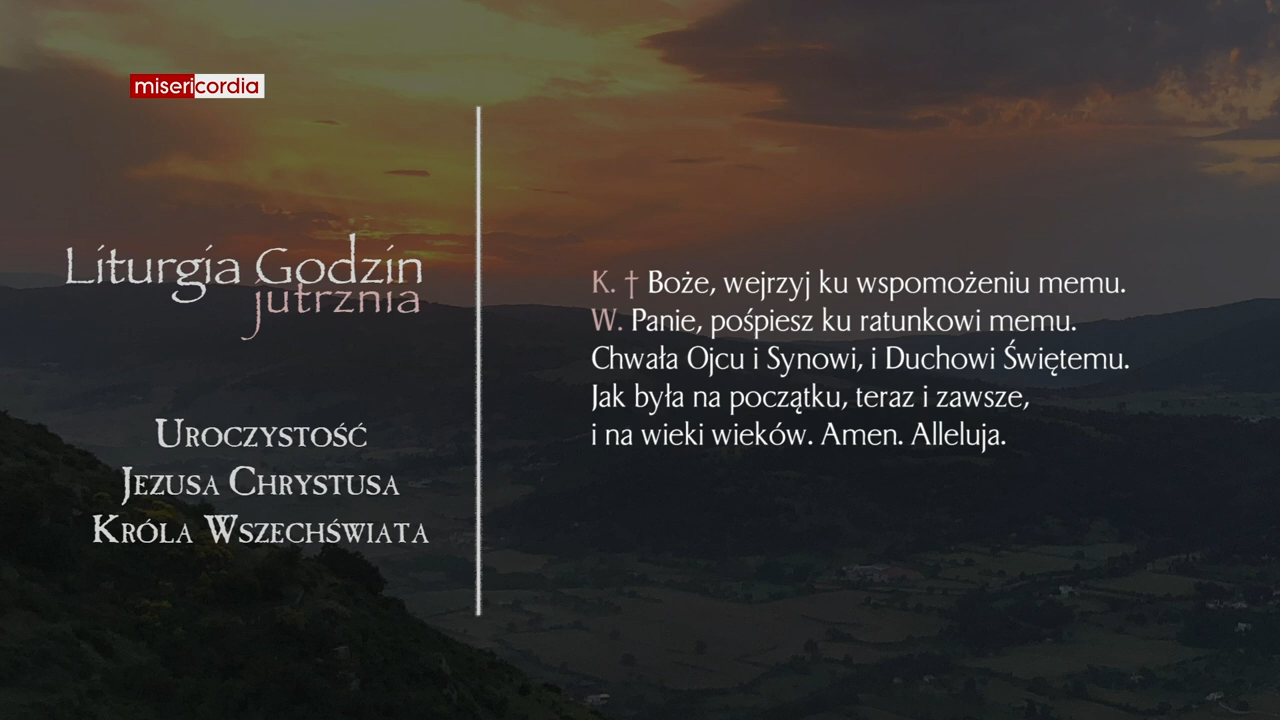 misericordia
Liturgia Godzin
jutrznia
Uroczystość
Jezusa Chrystusa
Króla Wszechświata
K. † Boże, wejrzyj ku wspomożeniu memu.
W. Panie, pośpiesz ku ratunkowi memu.
Chwała Ojcu i Synowi, i Duchowi Świętemu.
Jak była na początku, teraz i zawsze,
i na wieki wieków. Amen. Alleluja.